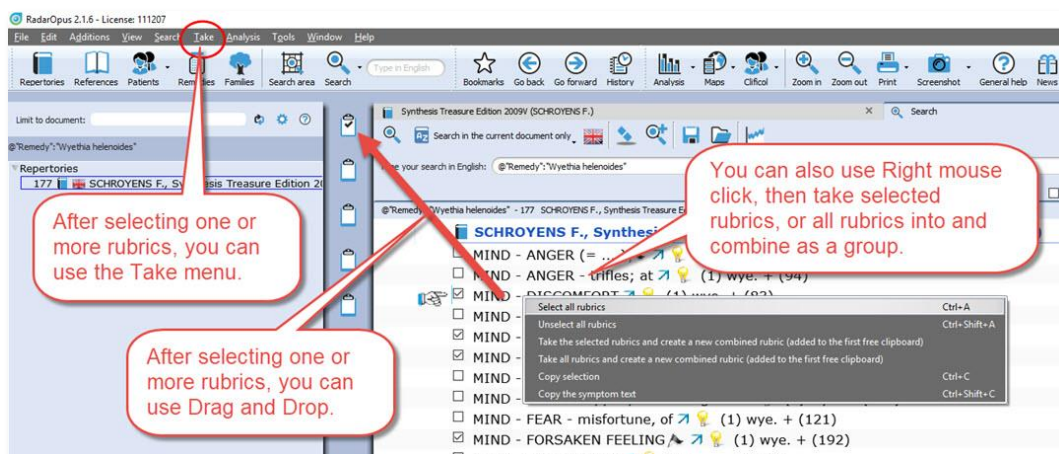 RadarOpus 2.1.6 - License: 111207
File Edit Additions View Search Take Analysis Tools Window Help
Repertories References Patients Remedies Families Search area Search Type in English Bookmarks Go back Go forward History Analysis Maps Clificol Zoom in Zoom out Print Screenshot General help News
Limit to document:
@"Remedy":"Wyethia helenoides"
Repertories
177 SCHROYENS F., Synthesis Treasure Edition 20
Synthesis Treasure Edition 2009V (SCHROYENS F.)
Search
Search in the current document only
your search in English: @"Remedy":"Wyethia helenoides"
@"Remedy":"Wyethia helenoides" - 177 SCHROYENS F., Synthesis Treasure
SCHROYENS F., Synthesis
MIND - ANGER (= ...)
MIND - ANGER - trifles; at (1) wye. + (94)
MIND - DISCOMFORT (1) wye. + (83)
MIND -
MIND -
MIND -
MIND -
MIND - FEAR - misfortune, of (1) wye. + (121)
MIND - FORSAKEN FEELING (1) wye. + (192)
Select all rubrics Ctrl+A
Unselect all rubrics Ctrl+Shift+A
Take the selected rubrics and create a new combined rubric (added to the first free clipboard)
Take all rubrics and create a new combined rubric (added to the first free clipboard)
Copy selection Ctrl+C
Copy the symptom text Ctrl+Shift+C
After selecting one or
more rubrics, you can
use the Take menu.
After selecting one or
more rubrics, you can
use Drag and Drop.
You can also use Right mouse
click, then take selected
rubrics, or all rubrics into and
combine as a group.